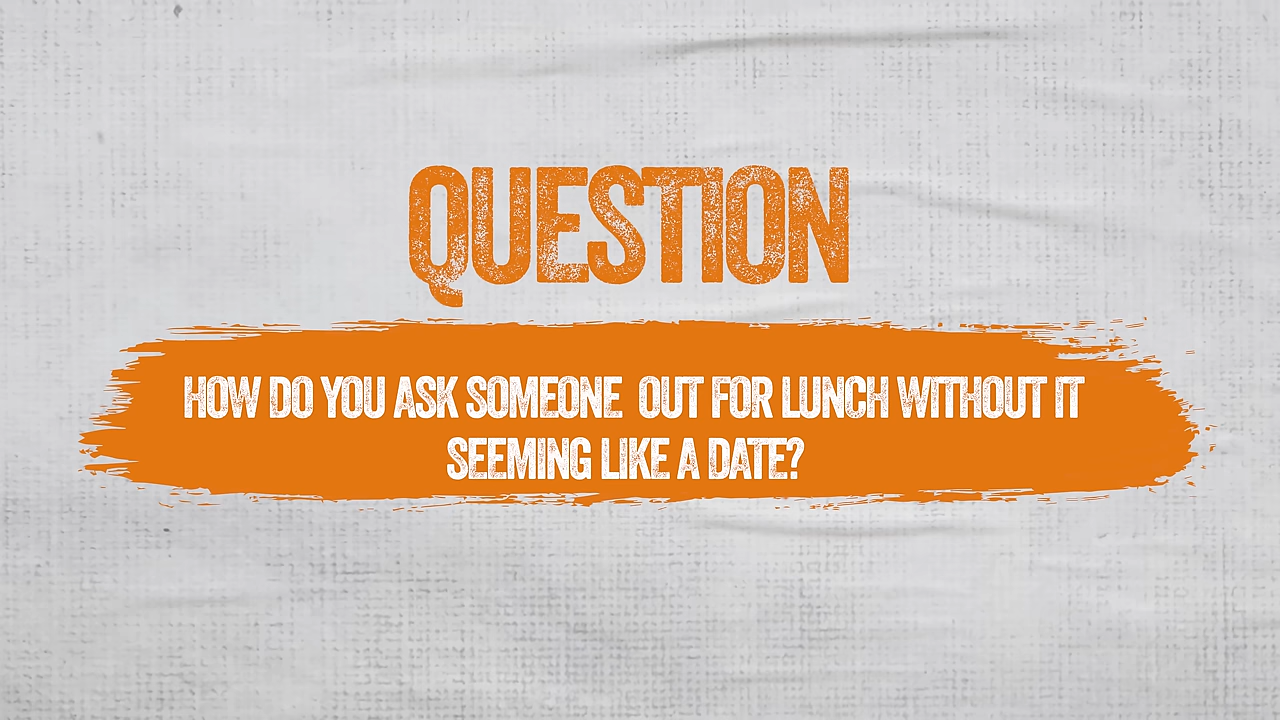 QUESTION
HOW DO YOU ASK SOMEONE  OUT FOR LUNCH WITHOUT IT
SEEMING LIKE A DATE?